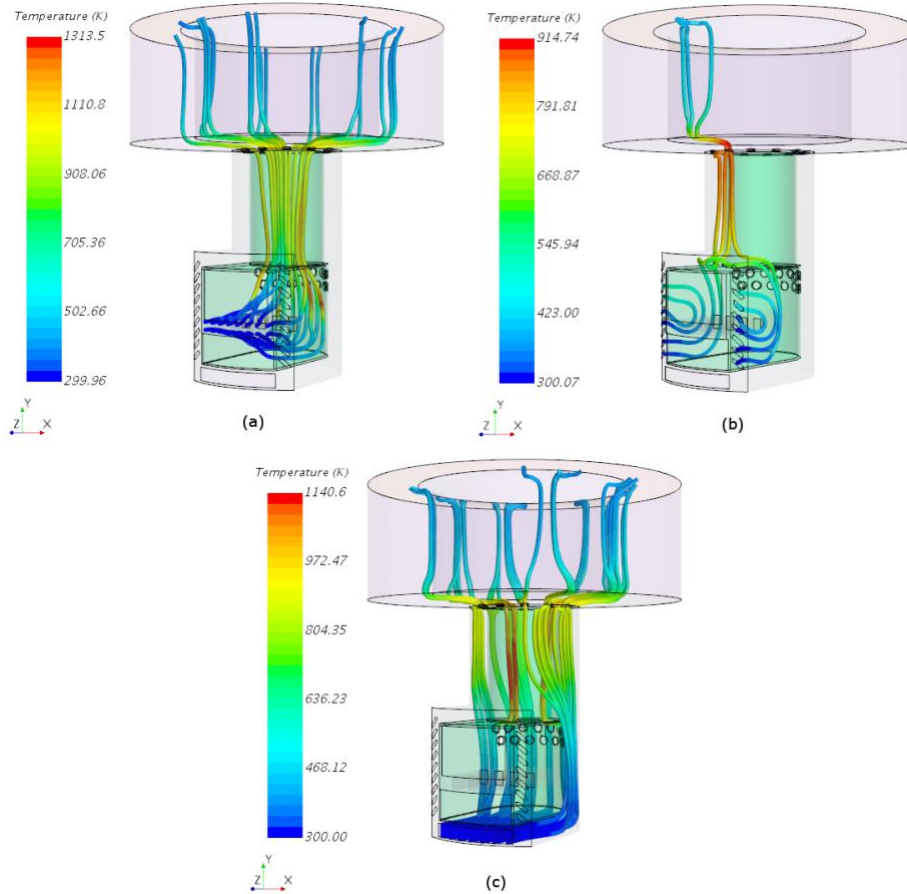 Temperature (K)
1313.5
1110.8
908.06
705.36
502.66
299.96
Y
Z X
(a)
Temperature (K)
914.74
791.81
668.87
545.94
423.00
300.07
Y
Z X
(b)
Temperature (K)
1140.6
972.47
804.35
636.23
468.12
300.00
Y
Z X
(c)